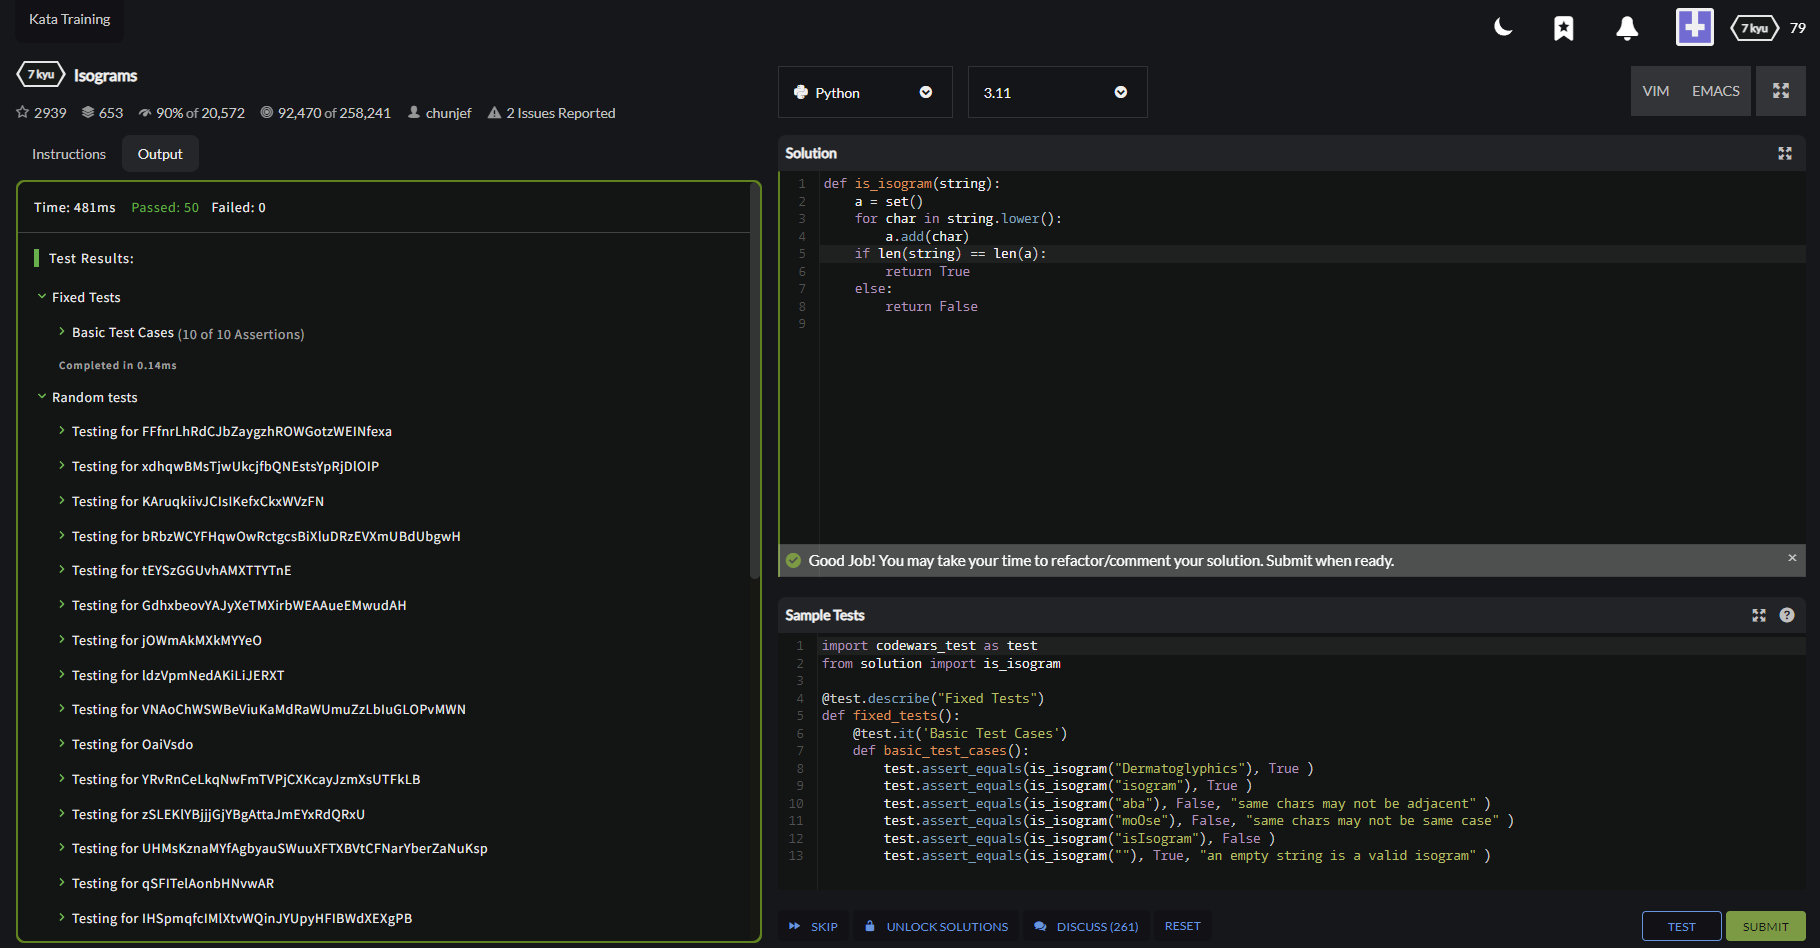 Kata Training
7 kyu 79
7 kyu Isograms
2939 653 90% of 20,572 92,470 of 258,241 chunjef 2 Issues Reported
Instructions Output
Time: 481ms Passed: 50 Failed: 0
Test Results:
Fixed Tests
Basic Test Cases (10 of 10 Assertions)
Completed in 0.14ms
Random tests
Testing for FFfnrLhRdCJbZaygzhROWGotzWEINfexa
Testing for xdhqwBMsTjwUkcjfbQNEstsYpRjDlOIP
Testing for KAruqkiivJCIsIKefxCkxWVzFN
Testing for bRbzWCYFHqwOwRctgcsBiXluDRzEVXmUBdUbgwH
Testing for tEYSzGGUvhAMXTTYTnE
Testing for GdhxbeovYAJyXeTMXirbWEAAueEMwudAH
Testing for jOWmAkMXkMYYeO
Testing for ldzVpmNedAKiLiJERXT
Testing for VNAoChWSWBeViuKaMdRaWUmuZzLbIuGLOPvMWN
Testing for OaiVsdo
Testing for YRvRnCeLkqNwFmTVPjCXKcayJzmXsUTFkLB
Testing for zSLEKlYBjjjGjYBgAttaJmEYxRdQRxU
Testing for UHMsKznaMYfAgbyauSWuuXFTXBVtCFNarYberZaNuKsp
Testing for qSFITelAonbHNvwAR
Testing for IHSpmqfcIMlXtvWQinJYUpyHFIBWdXEXgPB
Python 3.11 VIM EMACS
Solution
1 def is_isogram(string):
2 a = set()
3 for char in string.lower():
4 a.add(char)
5 if len(string) == len(a):
6 return True
7 else:
8 return False
9
Good Job! You may take your time to refactor/comment your solution. Submit when ready. ×
Sample Tests ?
1 import codewars_test as test
2 from solution import is_isogram
3
4 @test.describe("Fixed Tests")
5 def fixed_tests():
6 @test.it('Basic Test Cases')
7 def basic_test_cases():
8 test.assert_equals(is_isogram("Dermatoglyphics"), True )
9 test.assert_equals(is_isogram("isogram"), True )
10 test.assert_equals(is_isogram("aba"), False, "same chars may not be adjacent" )
11 test.assert_equals(is_isogram("moOse"), False, "same chars may not be same case" )
12 test.assert_equals(is_isogram("isIsogram"), False )
13 test.assert_equals(is_isogram(""), True, "an empty string is a valid isogram" )
SKIP UNLOCK SOLUTIONS DISCUSS (261) RESET TEST SUBMIT